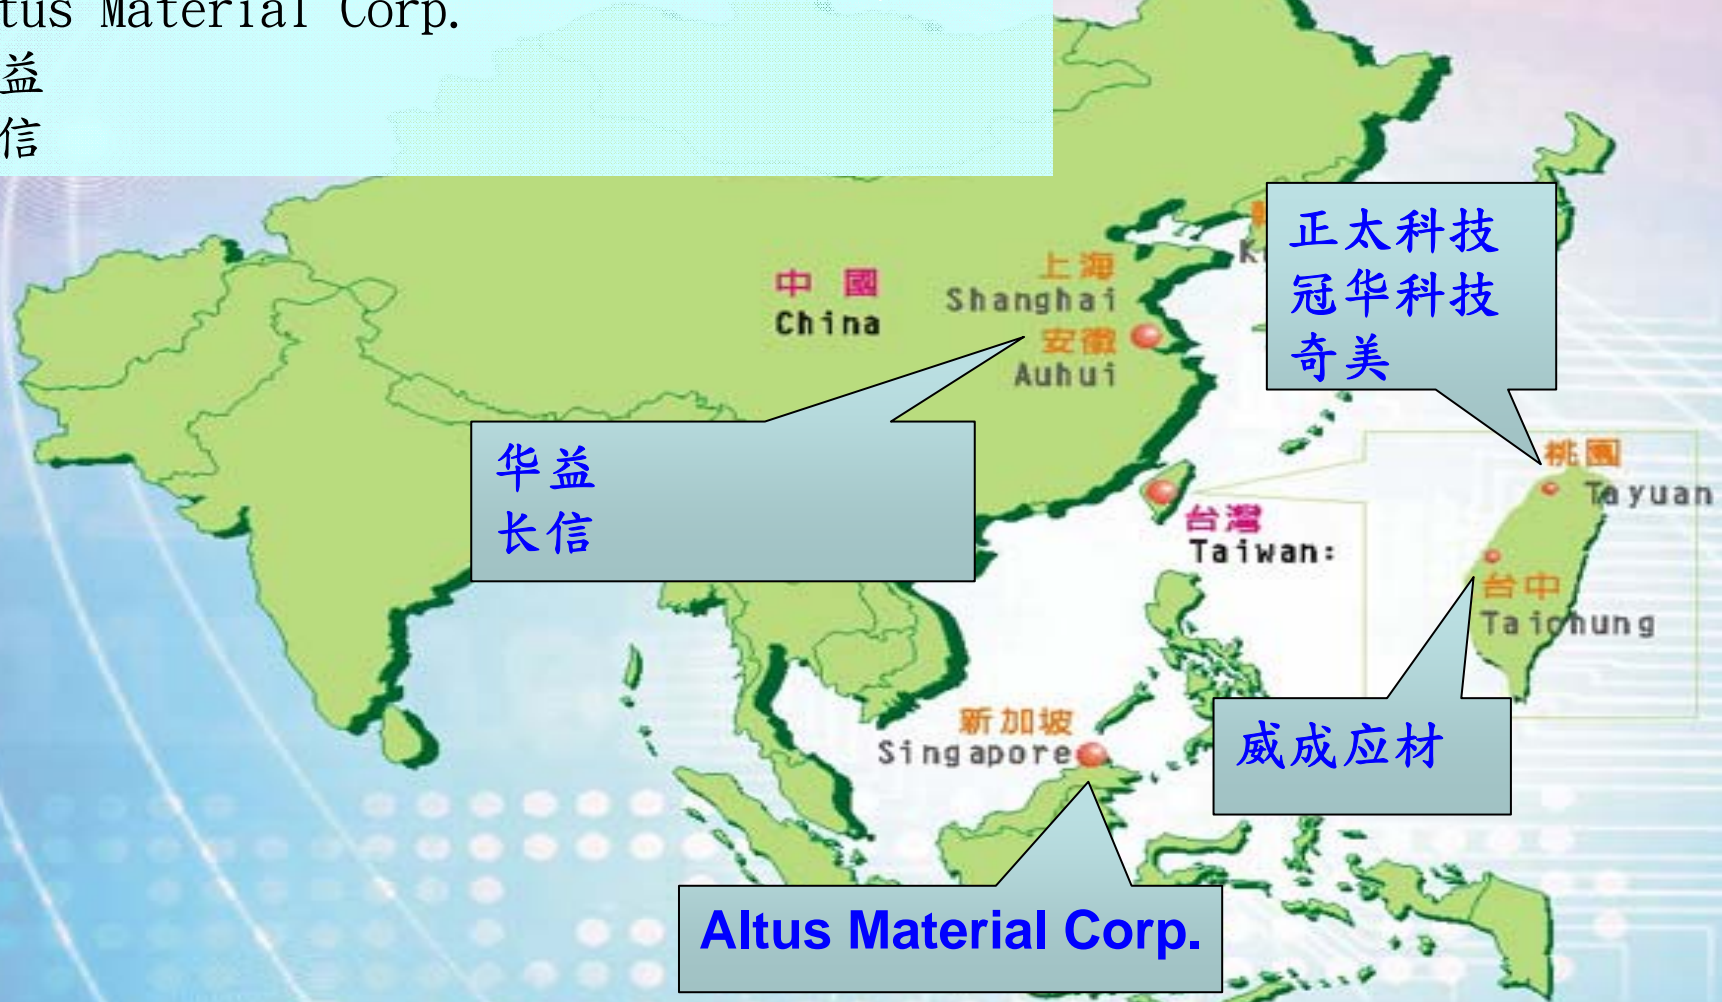 tus Material Corp.
益
信
中 國
China
上海
Shanghai
安徽
Auhui
正太科技
冠华科技
奇美
华益
长信
桃園
Tayuan
台灣
Taiwan:
台中
Taichung
新加坡
Singapore
威成应材
Altus Material Corp.